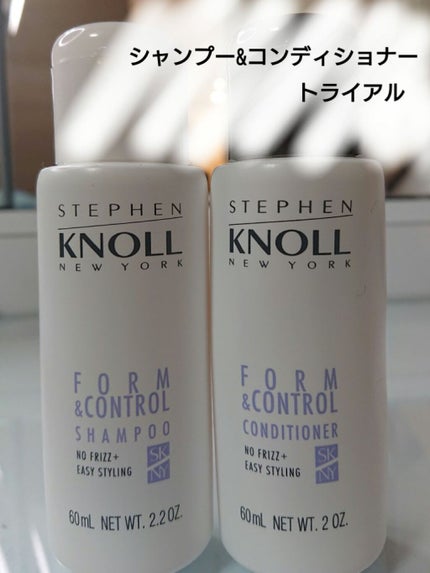 シャンプー&コンディショナー
トライアル
STEPHEN
KNOLL
NEW YORK
FORM
&CONTROL
SHAMPOO
NO FRIZZ+
EASY STYLING
SK
NY
60mL NET WT. 2.2 OZ.
STEPHEN
KNOLL
NEW YORK
FORM
&CONTROL
CONDITIONER
NO FRIZZ+
EASY STYLING
SK
NY
60mL NET WT. 2 OZ.